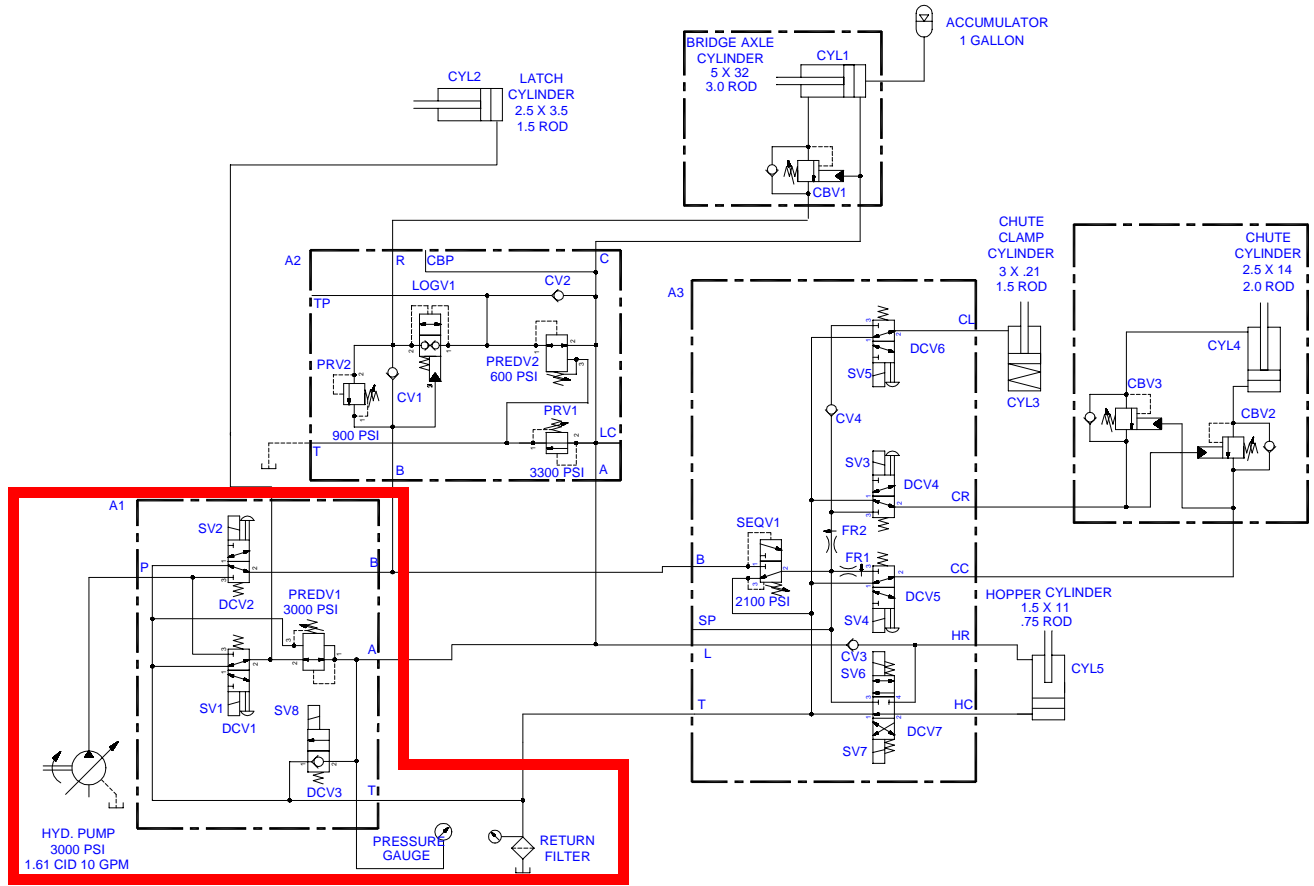 ACCUMULATOR
1 GALLON
BRIDGE AXLE
CYLINDER
5 X 32
3.0 ROD
CYL1
CBV1
CYL2
LATCH
CYLINDER
2.5 X 3.5
1.5 ROD
A2
R
CBP
C
LOGV1
CV2
TP
PREDV2
600 PSI
PRV2
CV1
PRV1
900 PSI
LC
T
3300 PSI
B
A
CHUTE
CLAMP
CYLINDER
3 X .21
1.5 ROD
CYL3
CHUTE
CYLINDER
2.5 X 14
2.0 ROD
CYL4
CBV3
CBV2
A3
CL
DCV6
SV5
CV4
SV3
DCV4
CR
SEQV1
FR2
FR1
B
CC
2100 PSI
DCV5
SV4
SP
L
CV3
HR
SV6
T
HC
DCV7
SV7
HOPPER CYLINDER
1.5 X 11
.75 ROD
CYL5
A1
SV2
P
B
DCV2
PREDV1
3000 PSI
A
SV1
DCV1
SV8
DCV3
T
HYD. PUMP
3000 PSI
1.61 CID 10 GPM
PRESSURE
GAUGE
RETURN
FILTER